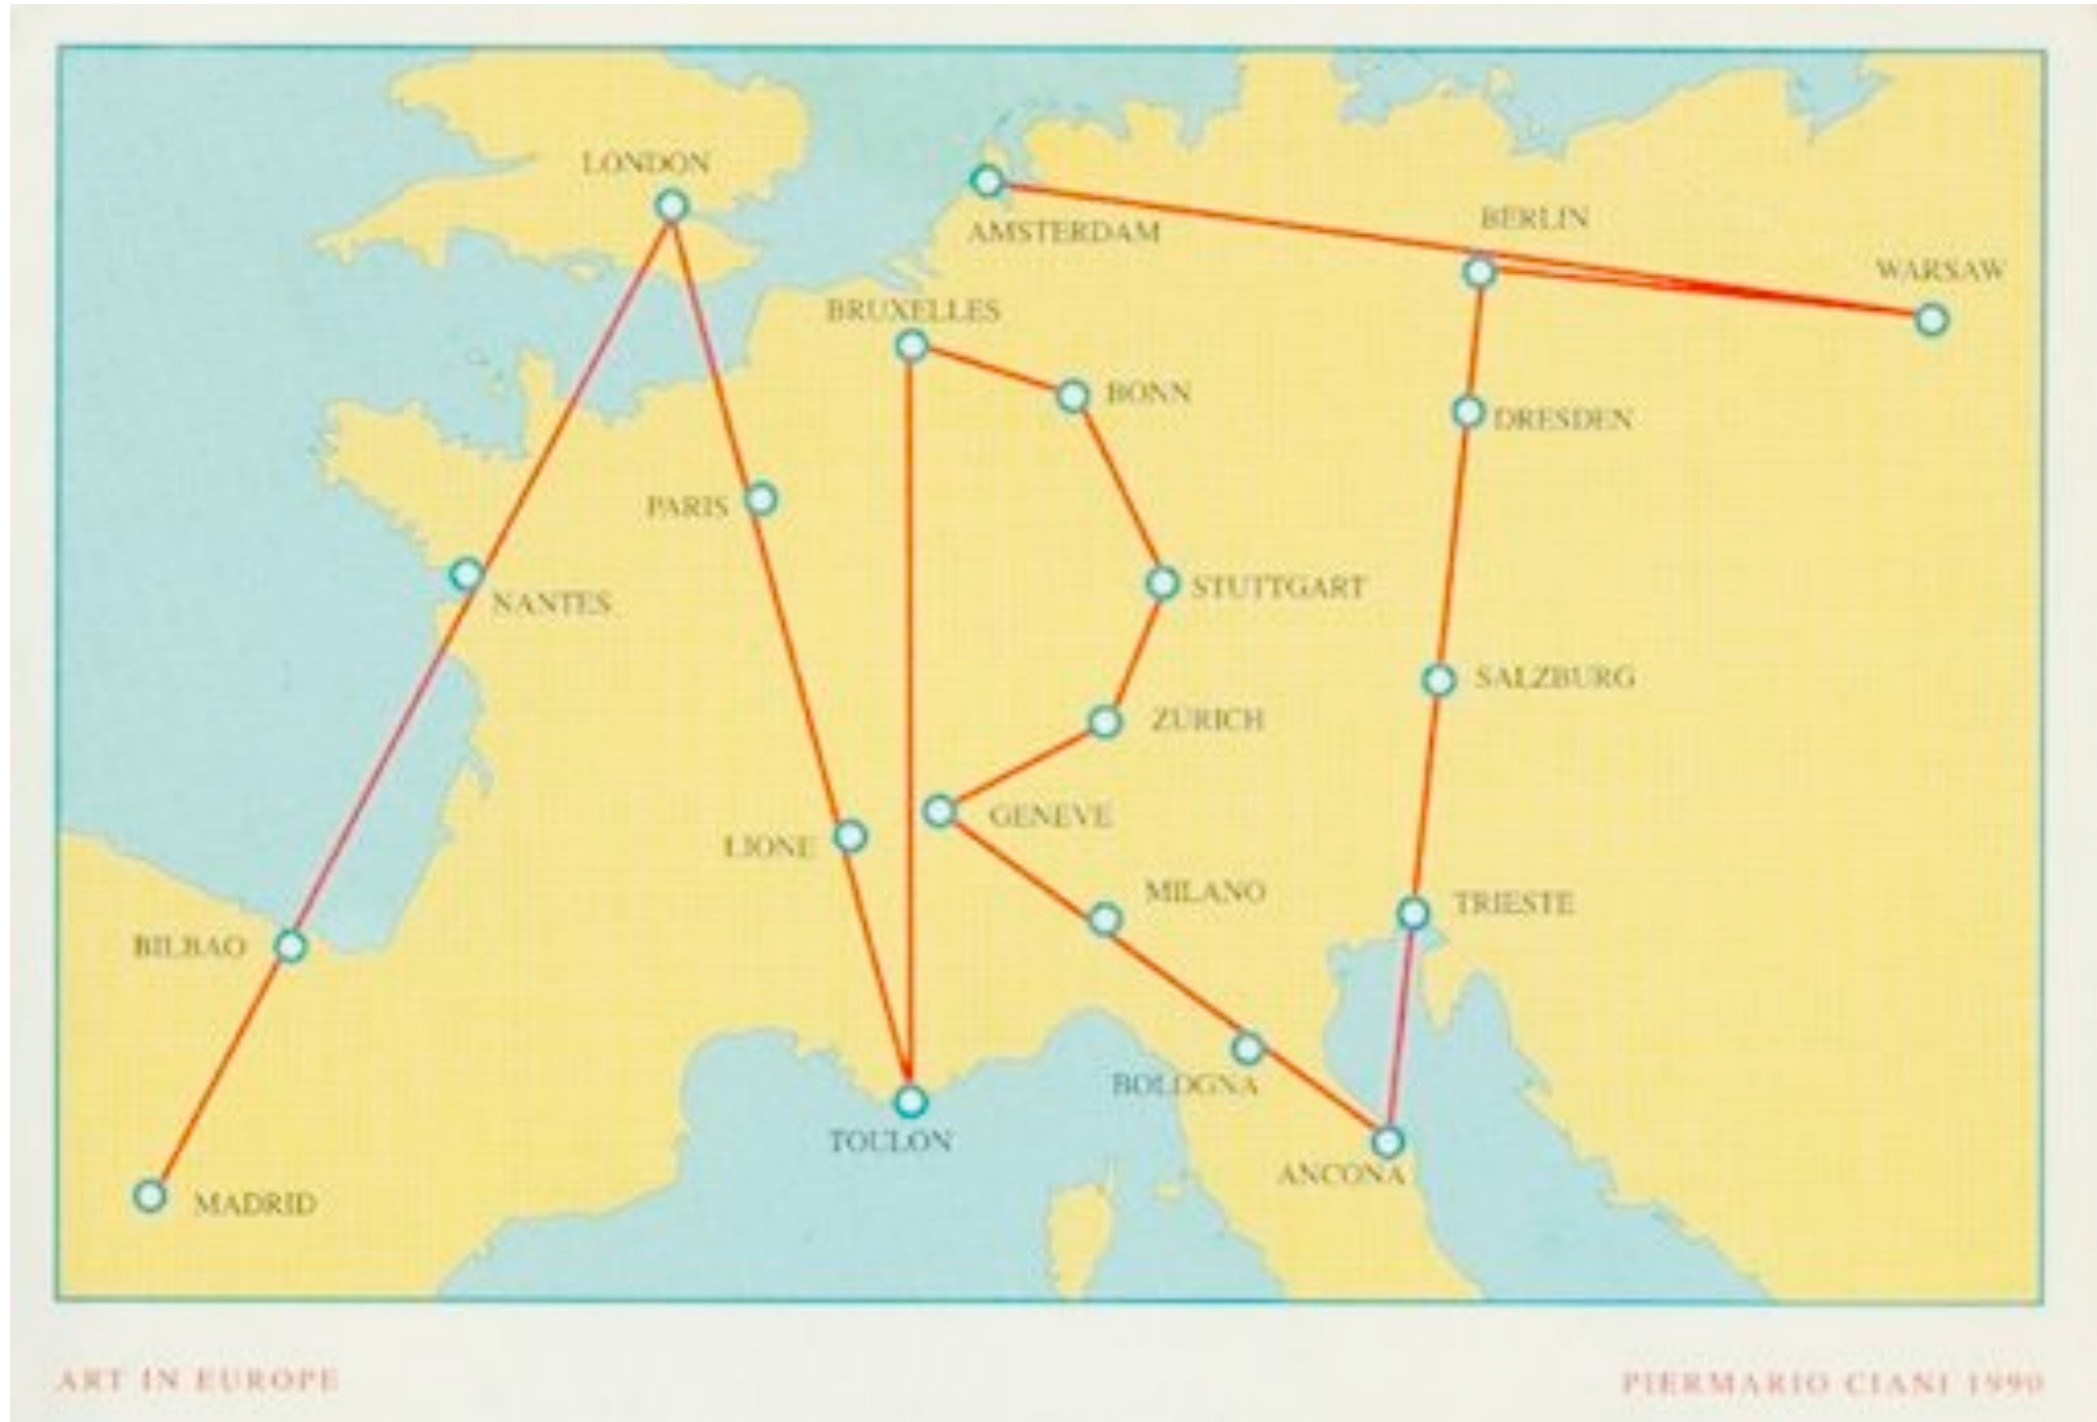 LONDON
AMSTERDAM
BERLIN
WARSAW
BRUXELLES
BONN
DRESDEN
PARIS
STUTTGART
NANTES
SALZBURG
ZURICH
GENEVE
LIONE
MILANO
TRIESTE
BILBAO
BOLOGNA
TOULON
ANCONA
MADRID
ART IN EUROPE
PIERMARIO CIANI 1990